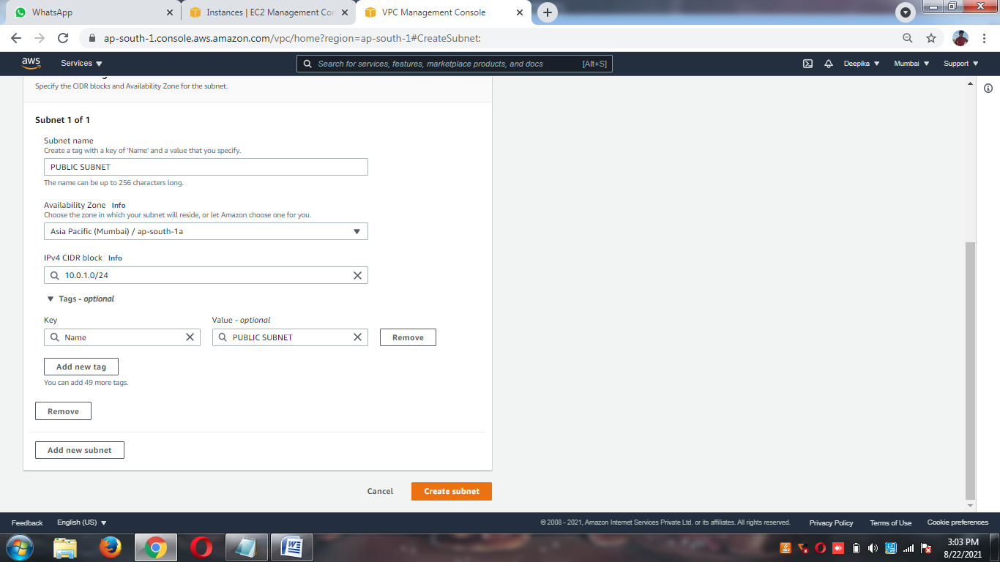 WhatsApp
Instances | EC2 Management Cor
VPC Management Console
ap-south-1.console.aws.amazon.com/vpc/home?region=ap-south-1#CreateSubnet:
aws
Services
Search for services, features, marketplace products, and docs
[Alt+S]
Deepika
Mumbai
Support
Specify the CIDR blocks and Availability Zone for the subnet.
Subnet 1 of 1
Subnet name
Create a tag with a key of 'Name' and a value that you specify.
PUBLIC SUBNET
The name can be up to 256 characters long.
Availability Zone Info
Choose the zone in which your subnet will reside, or let Amazon choose one for you.
Asia Pacific (Mumbai) / ap-south-1a
IPv4 CIDR block Info
10.0.1.0/24
Tags - optional
Key
Value - optional
Name
PUBLIC SUBNET
Remove
Add new tag
You can add 49 more tags.
Remove
Add new subnet
Cancel
Create subnet
Feedback
English (US)
© 2008 - 2021, Amazon Internet Services Private Ltd. or its affiliates. All rights reserved.
Privacy Policy
Terms of Use
Cookie preferences
3:03 PM
8/22/2021